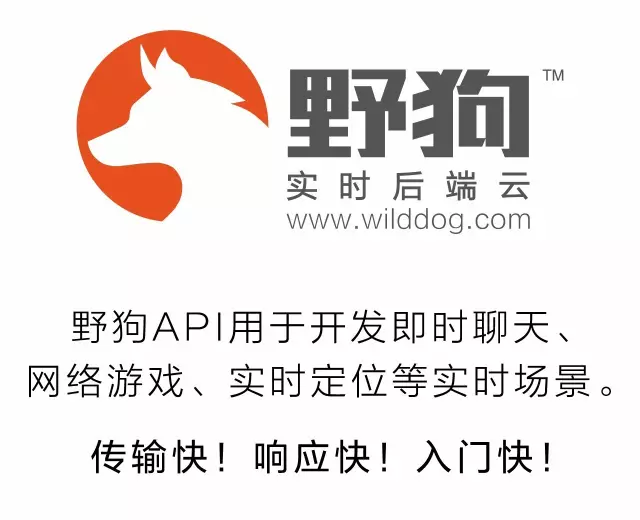 野狗™
实时后端云
www.wilddog.com
野狗API用于开发即时聊天、
网络游戏、实时定位等实时场景。
传输快！响应快！入门快！